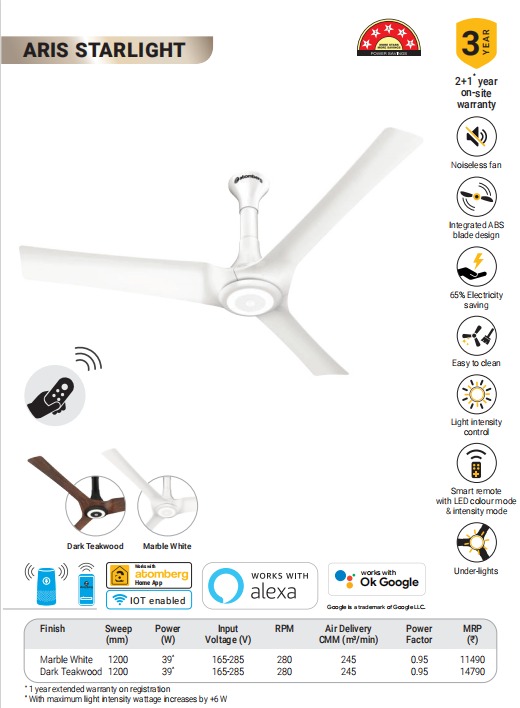 ARIS STARLIGHT
POWER SAVINGS
3
YEAR
2+1* year
on-site
warranty
Noiseless fan
Integrated ABS
blade design
65% Electricity
saving
Easy to clean
Light intensity
control
Smart remote
with LED colour mode
& intensity mode
Under-lights
atomberg
Dark Teakwood
Marble White
Works with
atomberg
Home App
IOT enabled
WORKS WITH
alexa
works with
Ok Google
Google is a trademark of Google LLC.
Finish Sweep (mm) Power (W) Input Voltage (V) RPM Air Delivery CMM (m³/min) Power Factor MRP (₹)
Marble White 1200 39* 165-285 280 245 0.95 11490
Dark Teakwood 1200 39* 165-285 280 245 0.95 14790
* 1 year extended warranty on registration
* With maximum light intensity wattage increases by +6 W